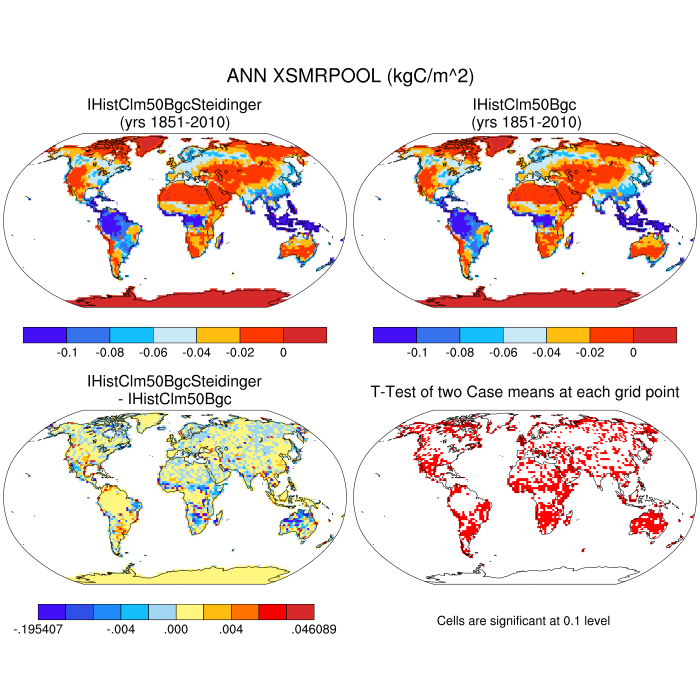 ANN XSMRPOOL (kgC/m^2)
IHistClm50BgcSteidinger
(yrs 1851-2010)
IHistClm50Bgc
(yrs 1851-2010)
-0.1 -0.08 -0.06 -0.04 -0.02 0
-0.1 -0.08 -0.06 -0.04 -0.02 0
IHistClm50BgcSteidinger
- IHistClm50Bgc
T-Test of two Case means at each grid point
-.195407 -.004 .000 .004 .046089
Cells are significant at 0.1 level